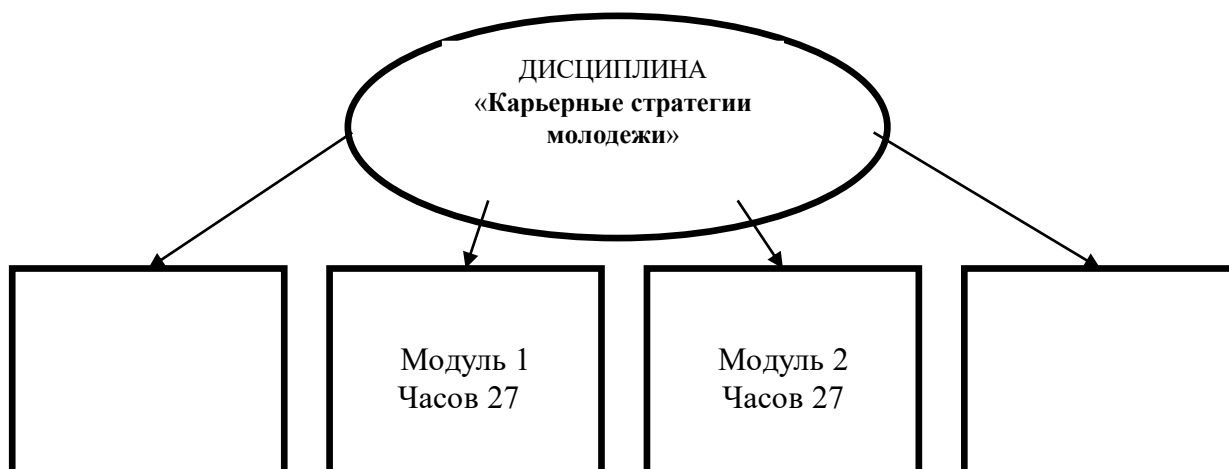 ДИСЦИПЛИНА
«Карьерные стратегии
молодежи»
Модуль 1
Часов 27
Модуль 2
Часов 27